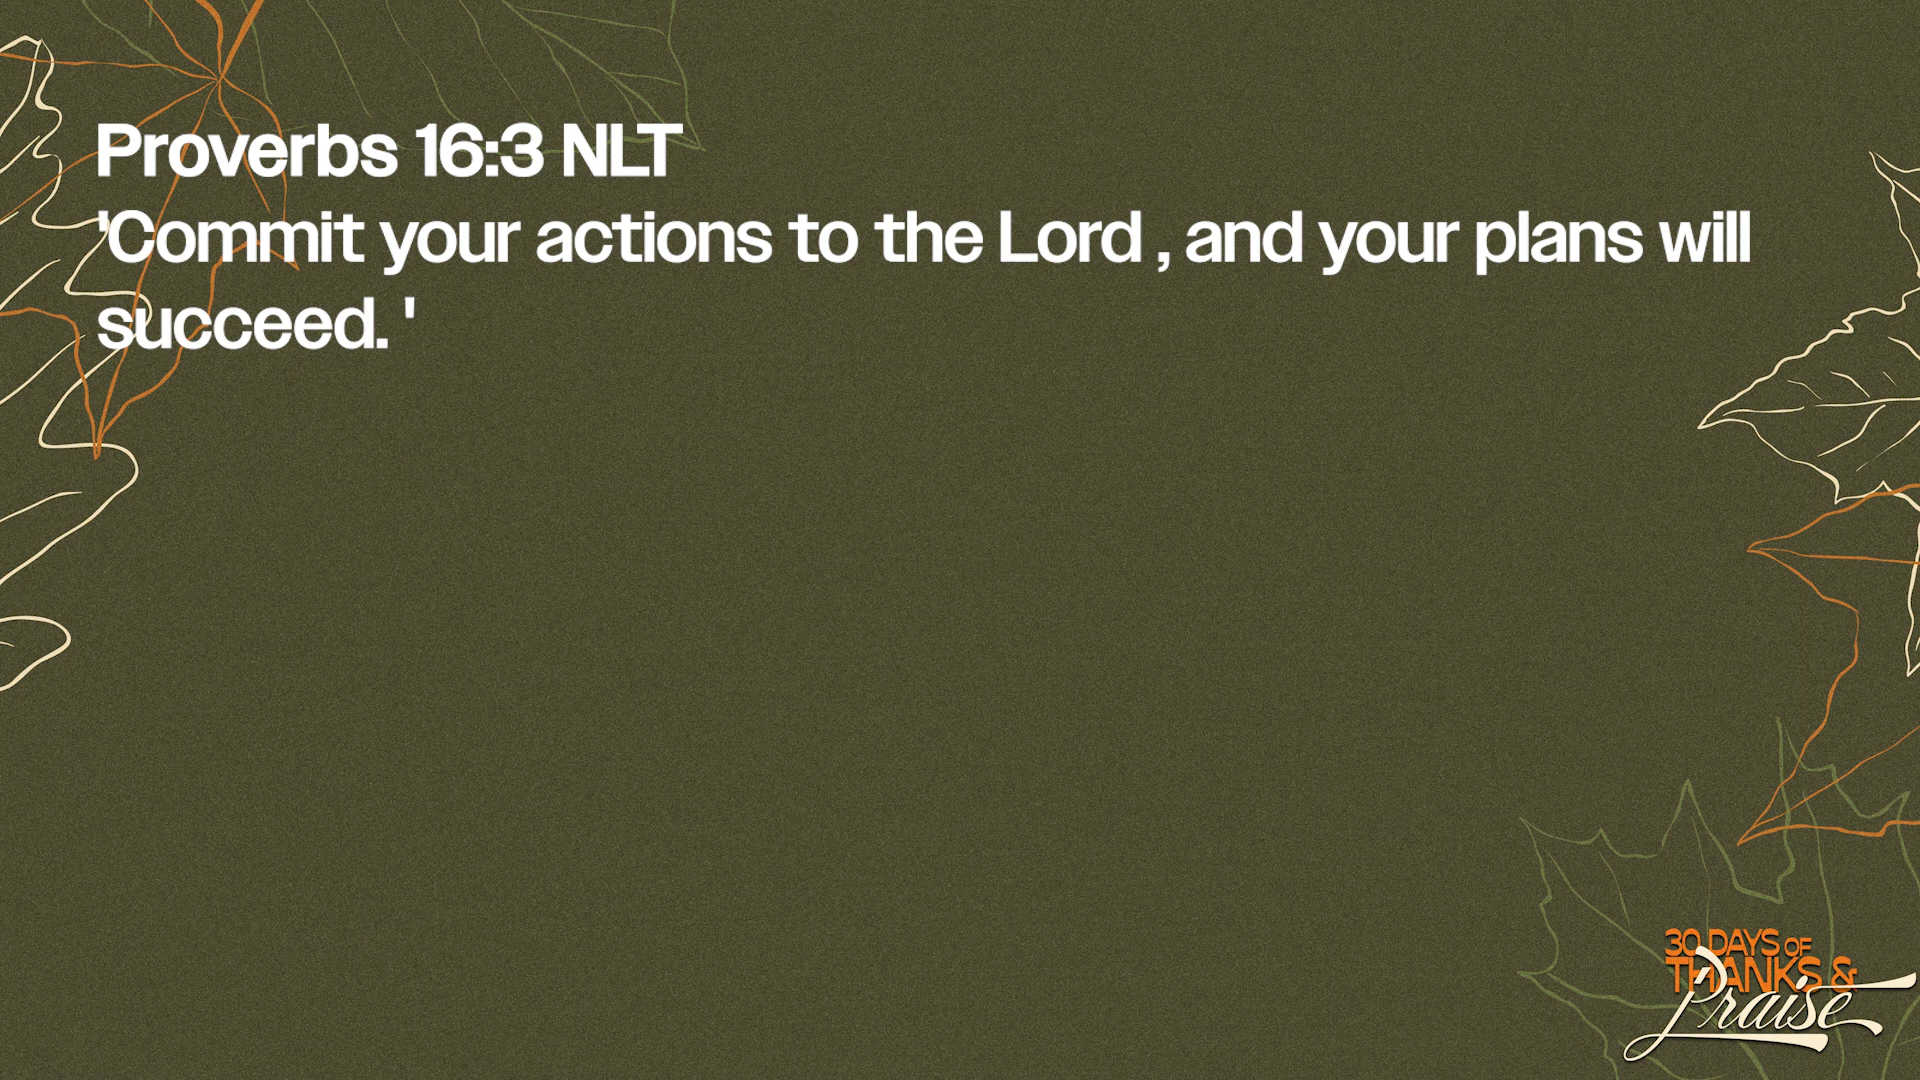 Proverbs 16:3 NLT
'Commit your actions to the Lord , and your plans will
succeed. '
30 DAYS OF
THANKS &
Praise